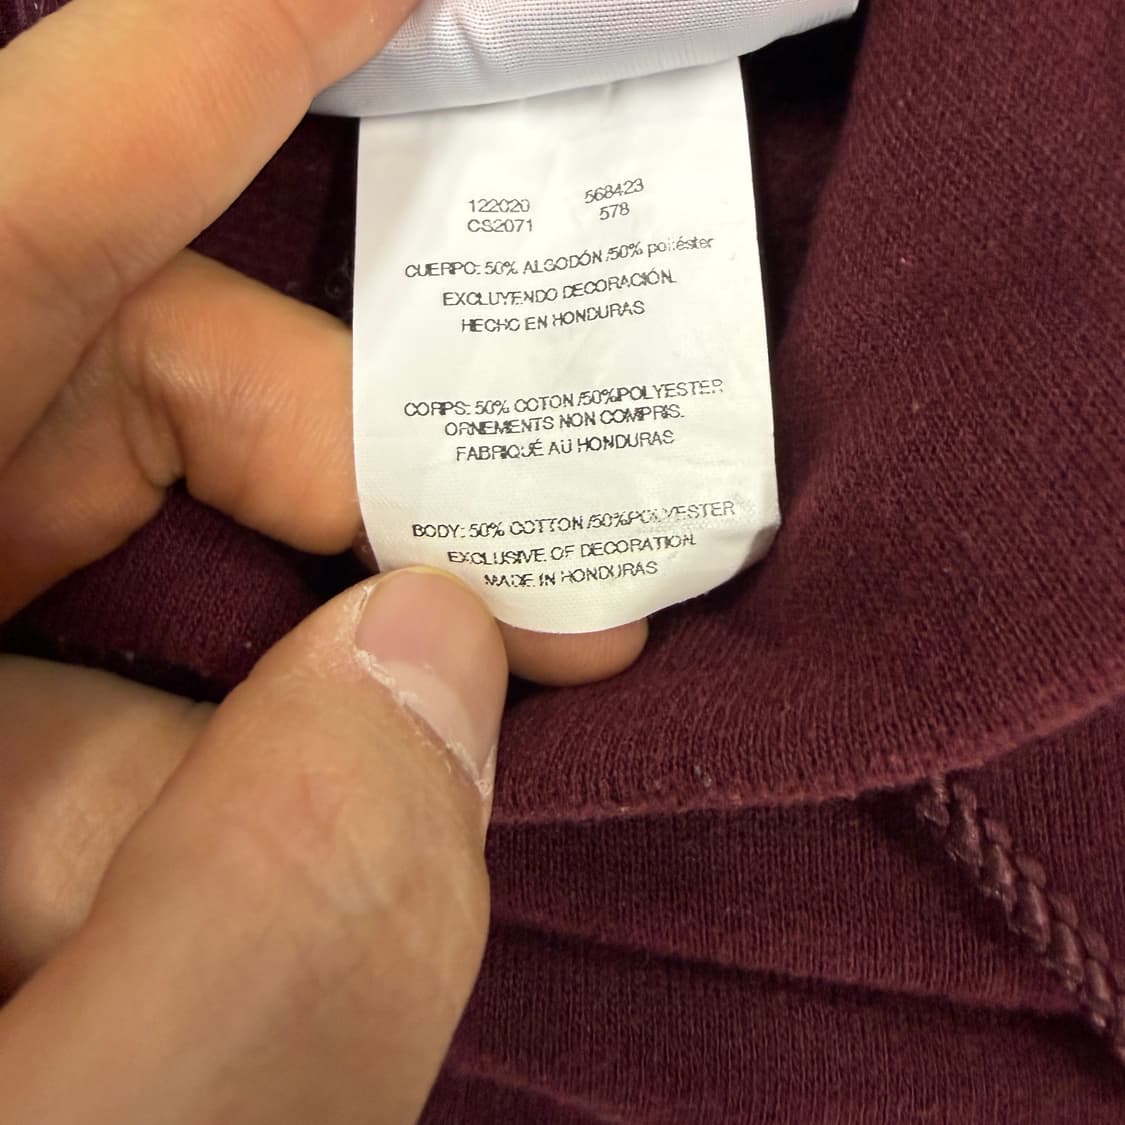 122020 568423
CS2071 578
CUERPO: 50% ALGODÓN /50% poliéster
EXCLUYENDO DECORACIÓN.
HECHO EN HONDURAS
CORPS: 50% COTON /50%POLYESTER
ORNEMENTS NON COMPRIS.
FABRIQUÉ AU HONDURAS
BODY: 50% COTTON /50%POLYESTER
EXCLUSIVE OF DECORATION.
MADE IN HONDURAS